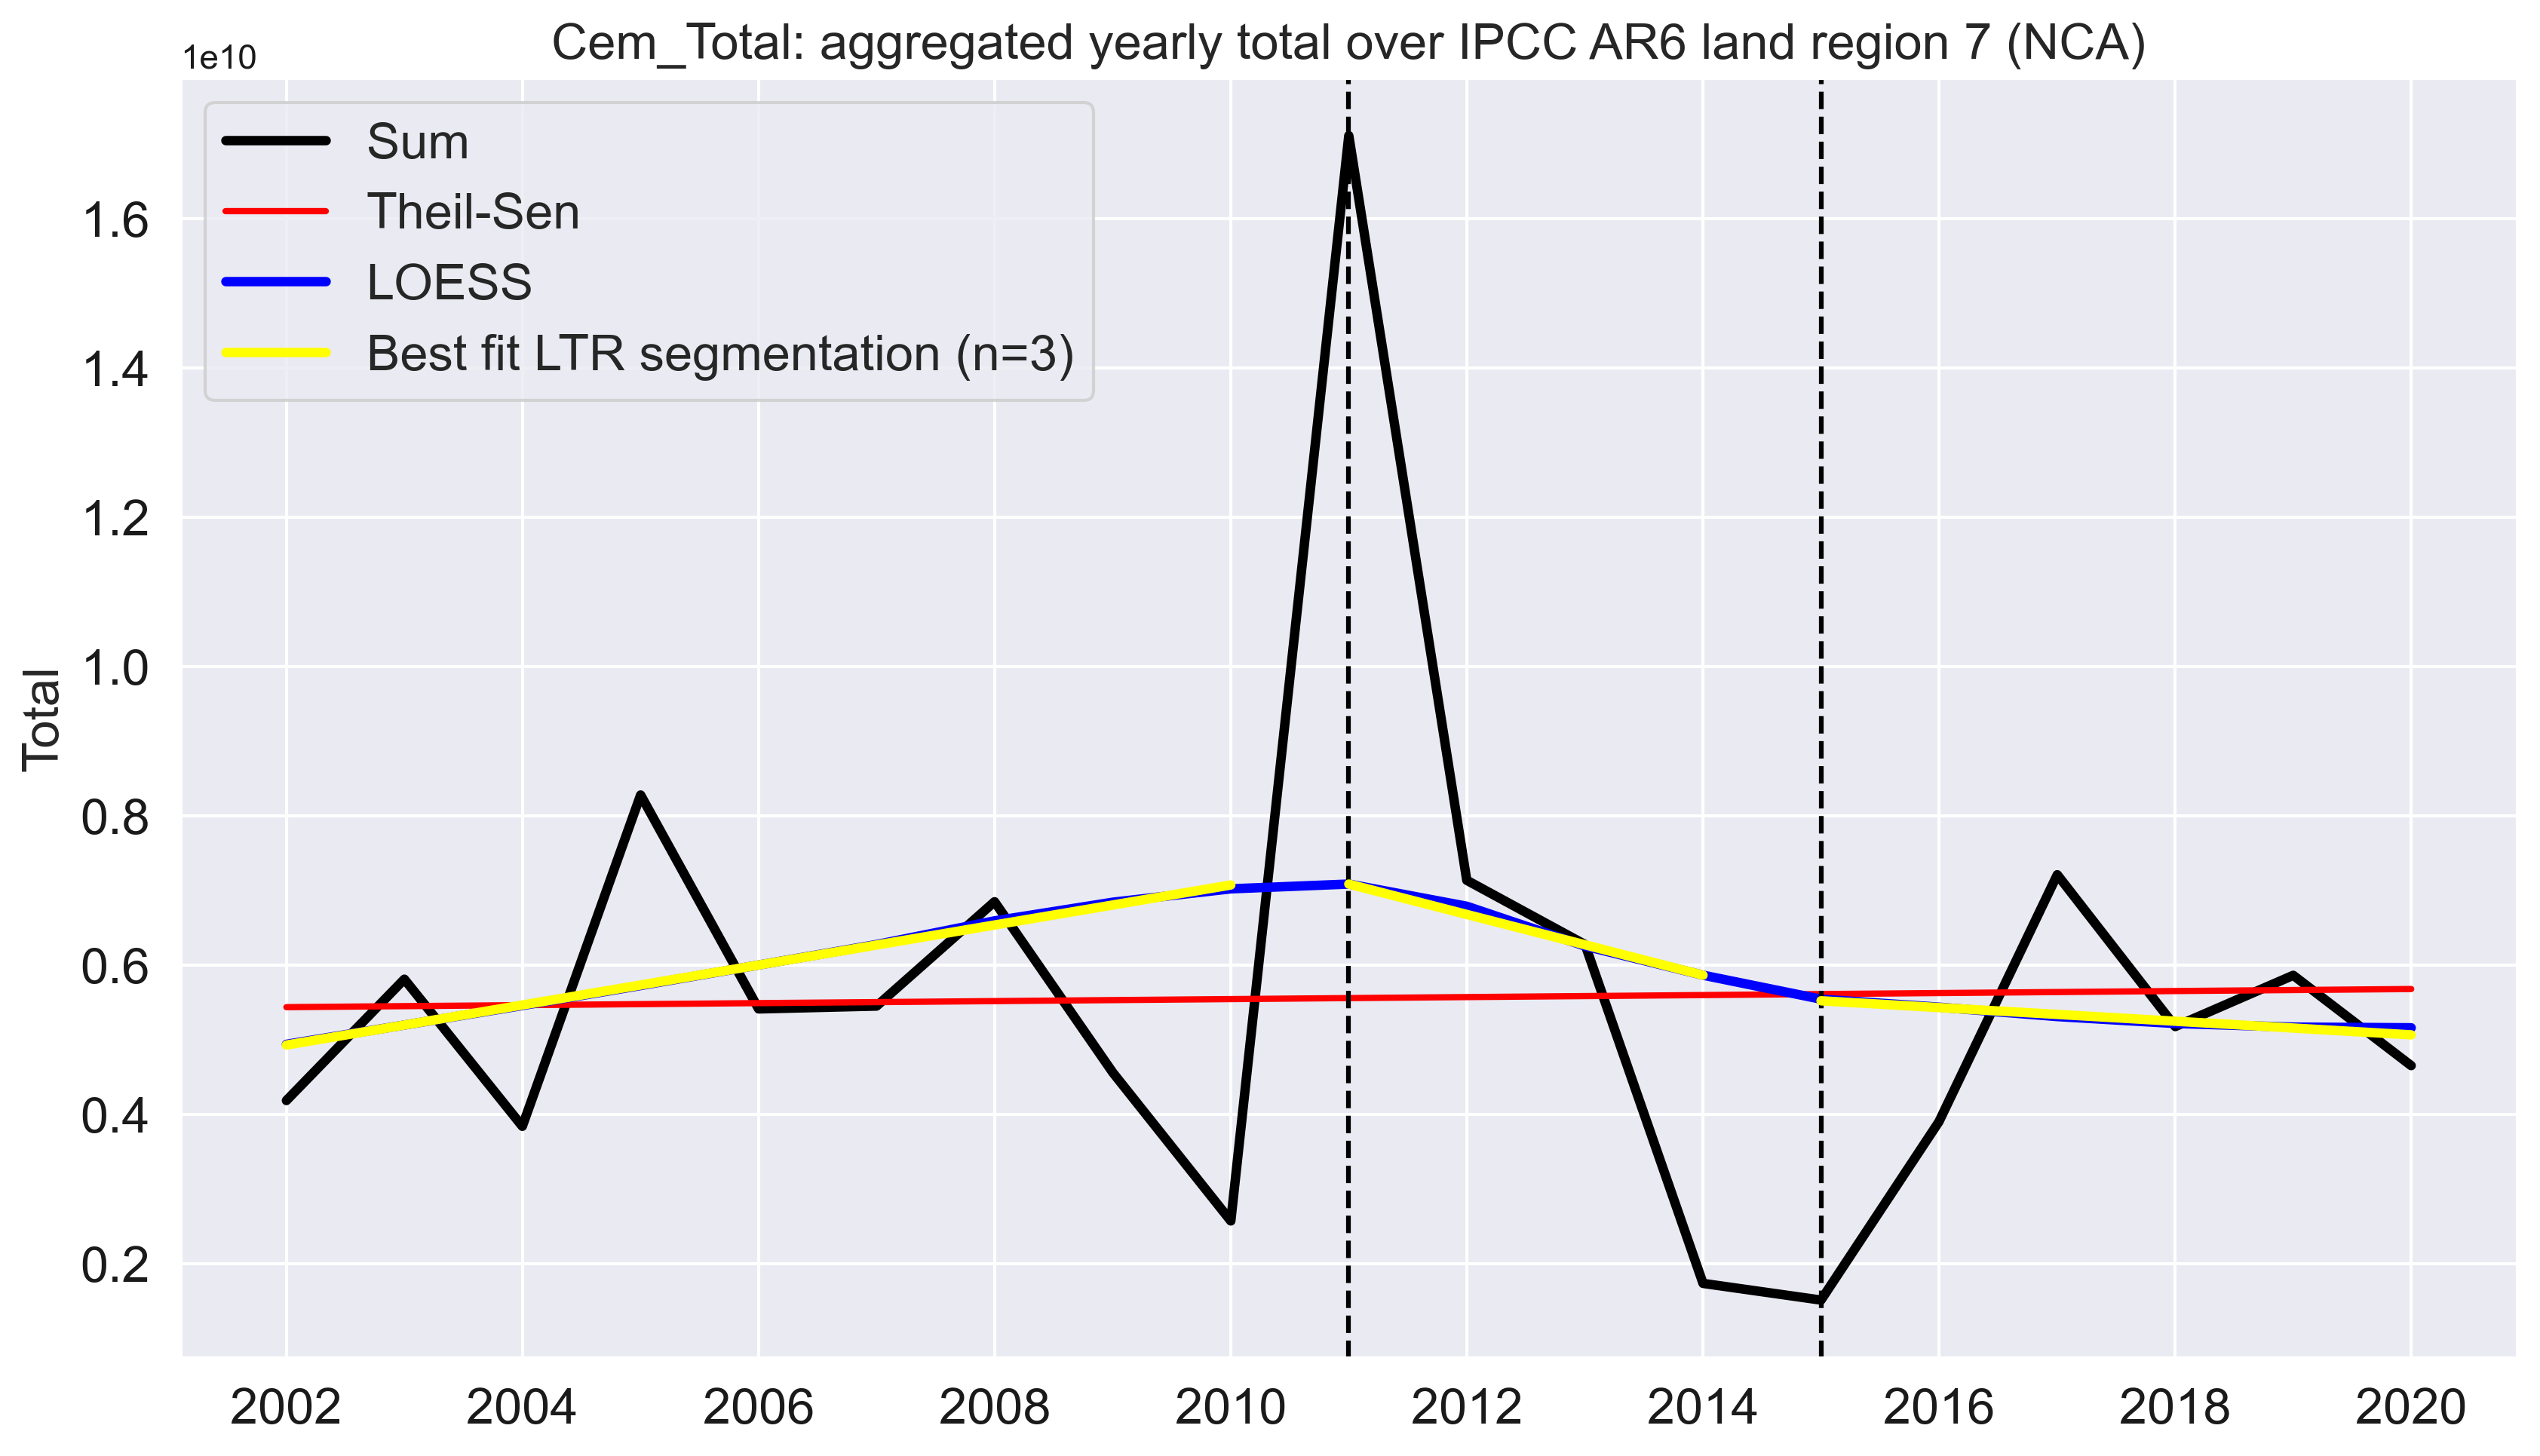 Cem_Total: aggregated yearly total over IPCC AR6 land region 7 (NCA)
1e10
Sum
Theil-Sen
LOESS
Best fit LTR segmentation (n=3)
1.6
1.4
1.2
1.0
0.8
0.6
0.4
0.2
Total
2002 2004 2006 2008 2010 2012 2014 2016 2018 2020